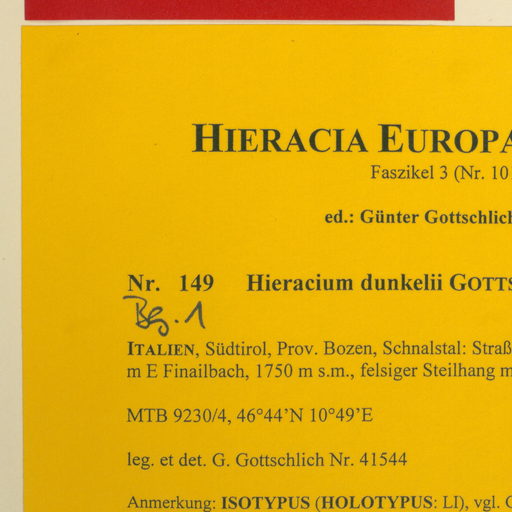 HIERACIA EUROPA
Faszikel 3 (Nr. 10
ed.: Günter Gottschlich
Nr. 149 Hieracium dunkelii GOTTS
Bg. 1
ITALIEN, Südtirol, Prov. Bozen, Schnalstal: Straß
m E Finailbach, 1750 m s.m., felsiger Steilhang m
MTB 9230/4, 46°44'N 10°49'E
leg. et det. G. Gottschlich Nr. 41544
Anmerkung: ISOTYPUS (HOLOTYPUS: LI), vgl. G